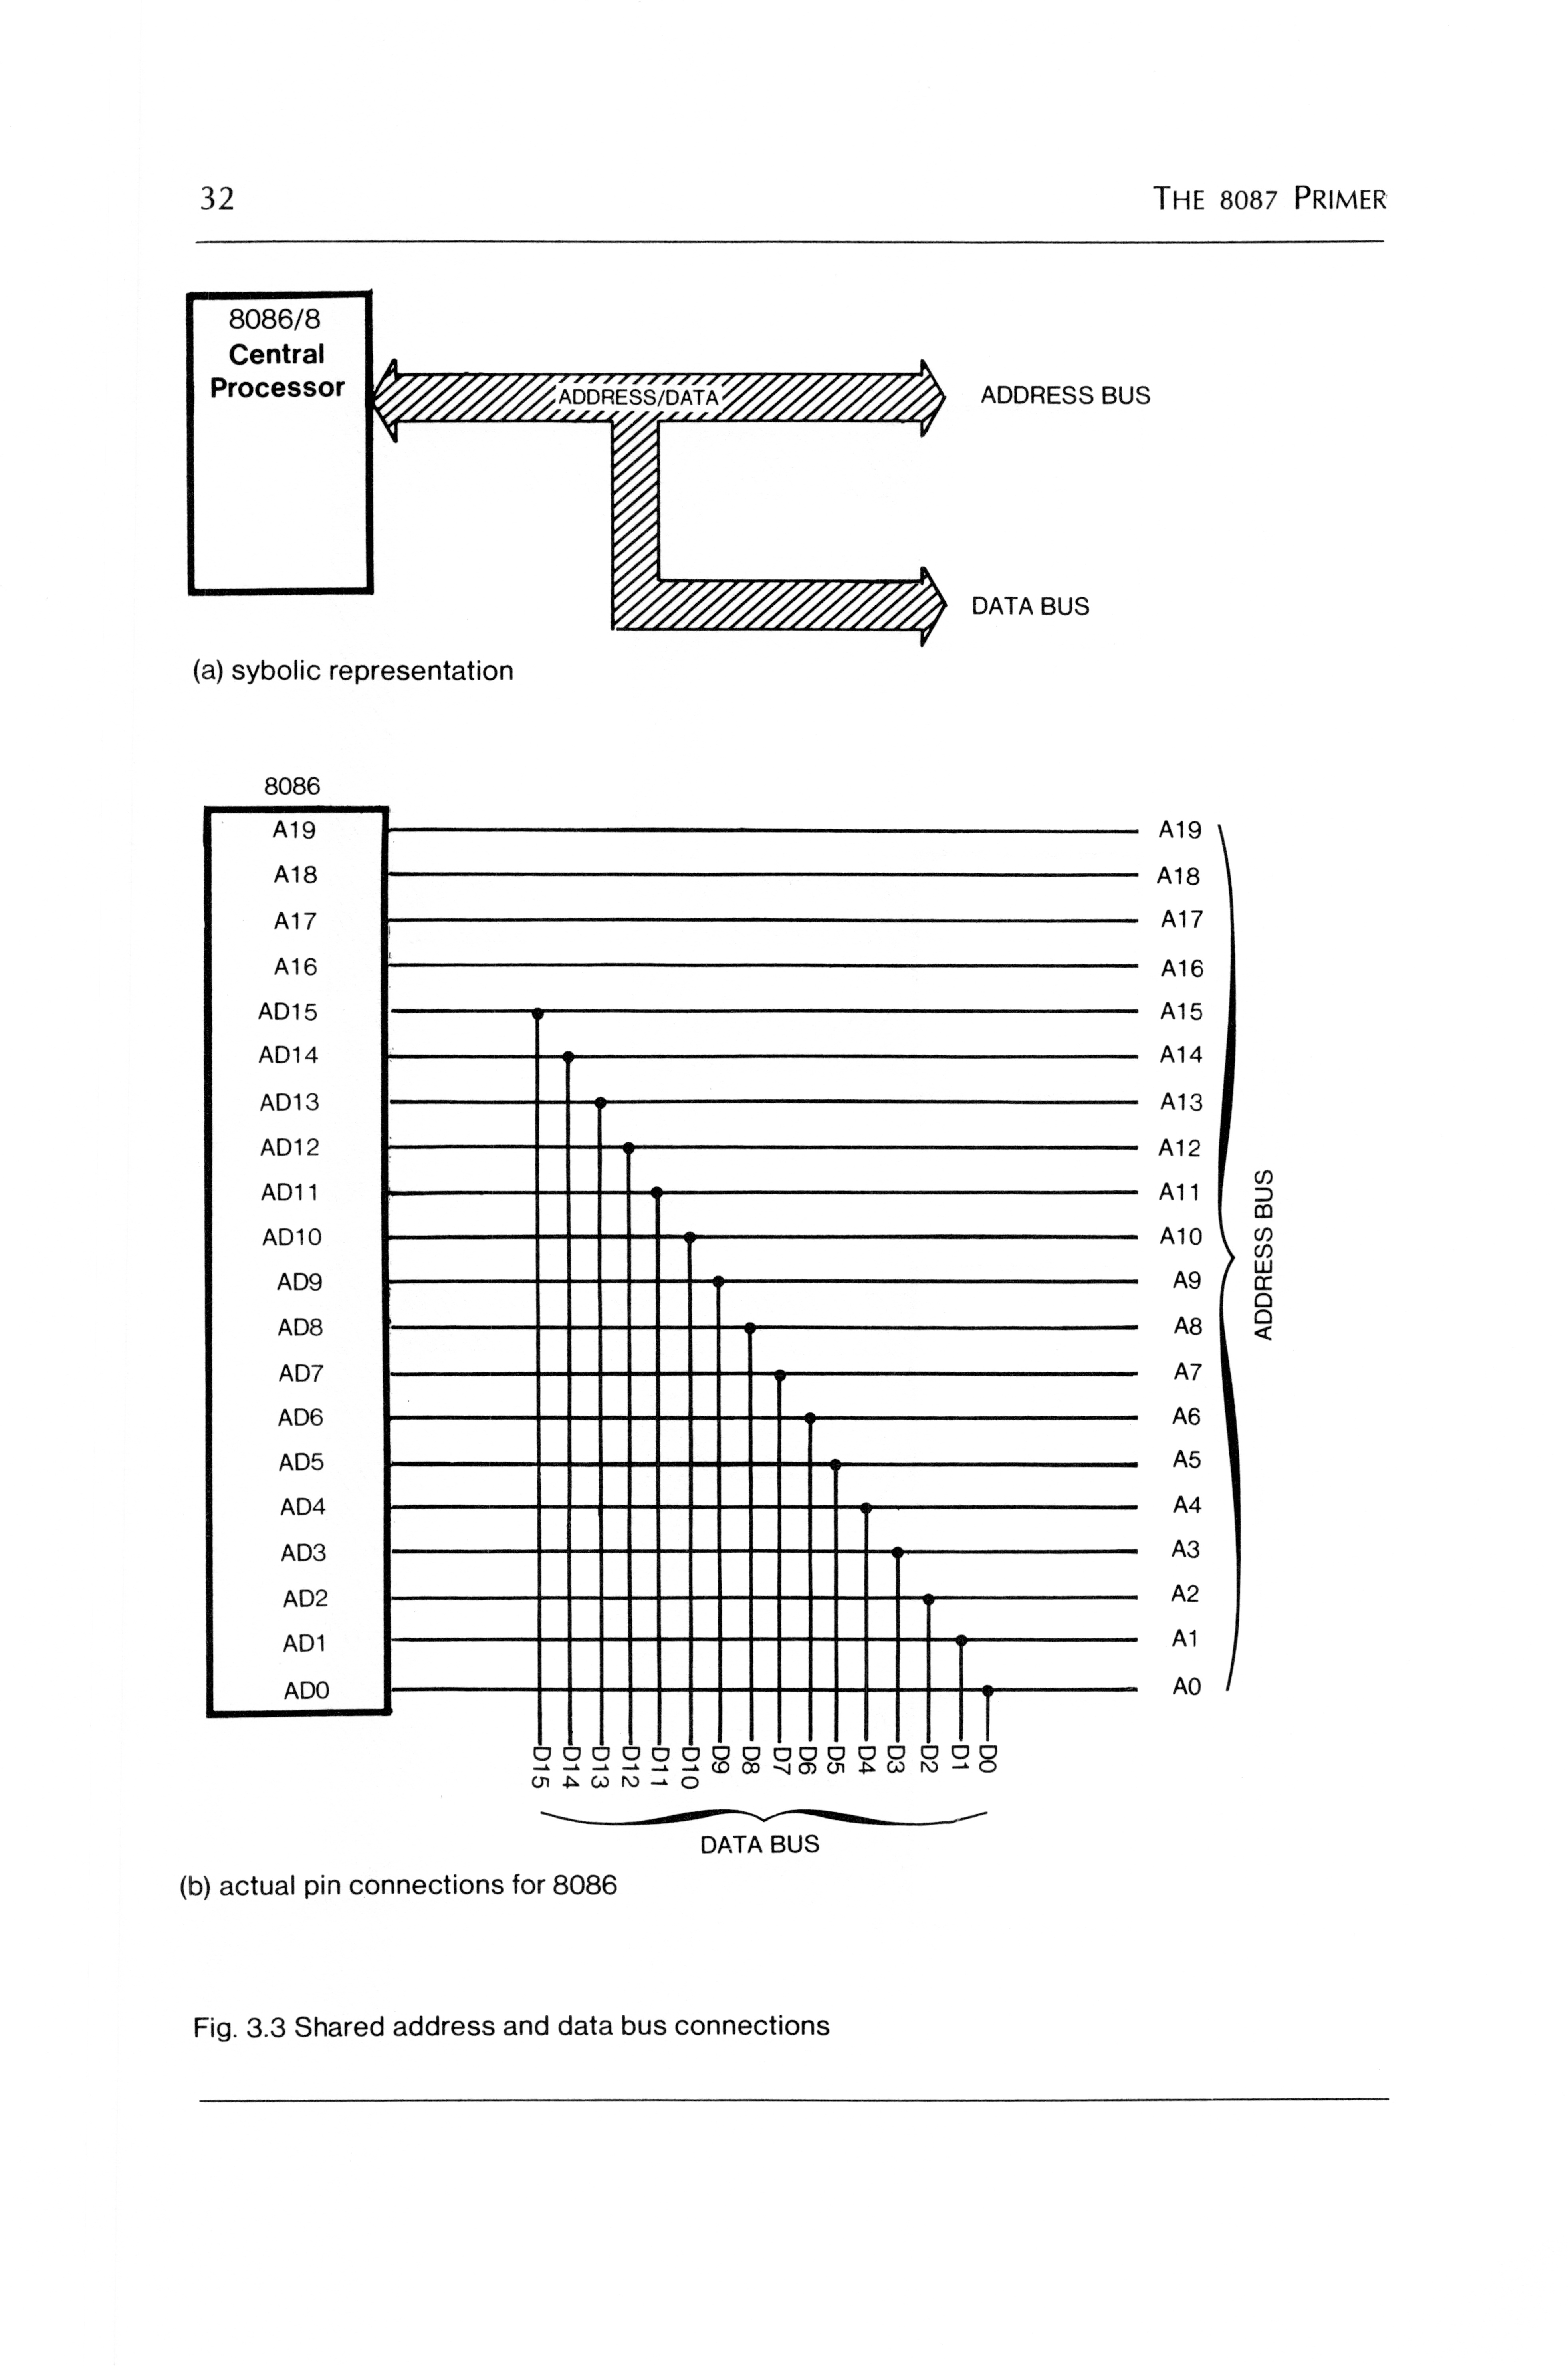 32 THE 8087 PRIMER
8086/8
Central
Processor
ADDRESS/DATA
ADDRESS BUS
DATA BUS
(a) sybolic representation
8086
A19 A19
A18 A18
A17 A17
A16 A16
AD15 A15
AD14 A14
AD13 A13
AD12 A12
AD11 A11
AD10 A10
AD9 A9
AD8 A8
AD7 A7
AD6 A6
AD5 A5
AD4 A4
AD3 A3
AD2 A2
AD1 A1
AD0 A0
ADDRESS BUS
D15 D14 D13 D12 D11 D10 D9 D8 D7 D6 D5 D4 D3 D2 D1 D0
DATA BUS
(b) actual pin connections for 8086
Fig. 3.3 Shared address and data bus connections